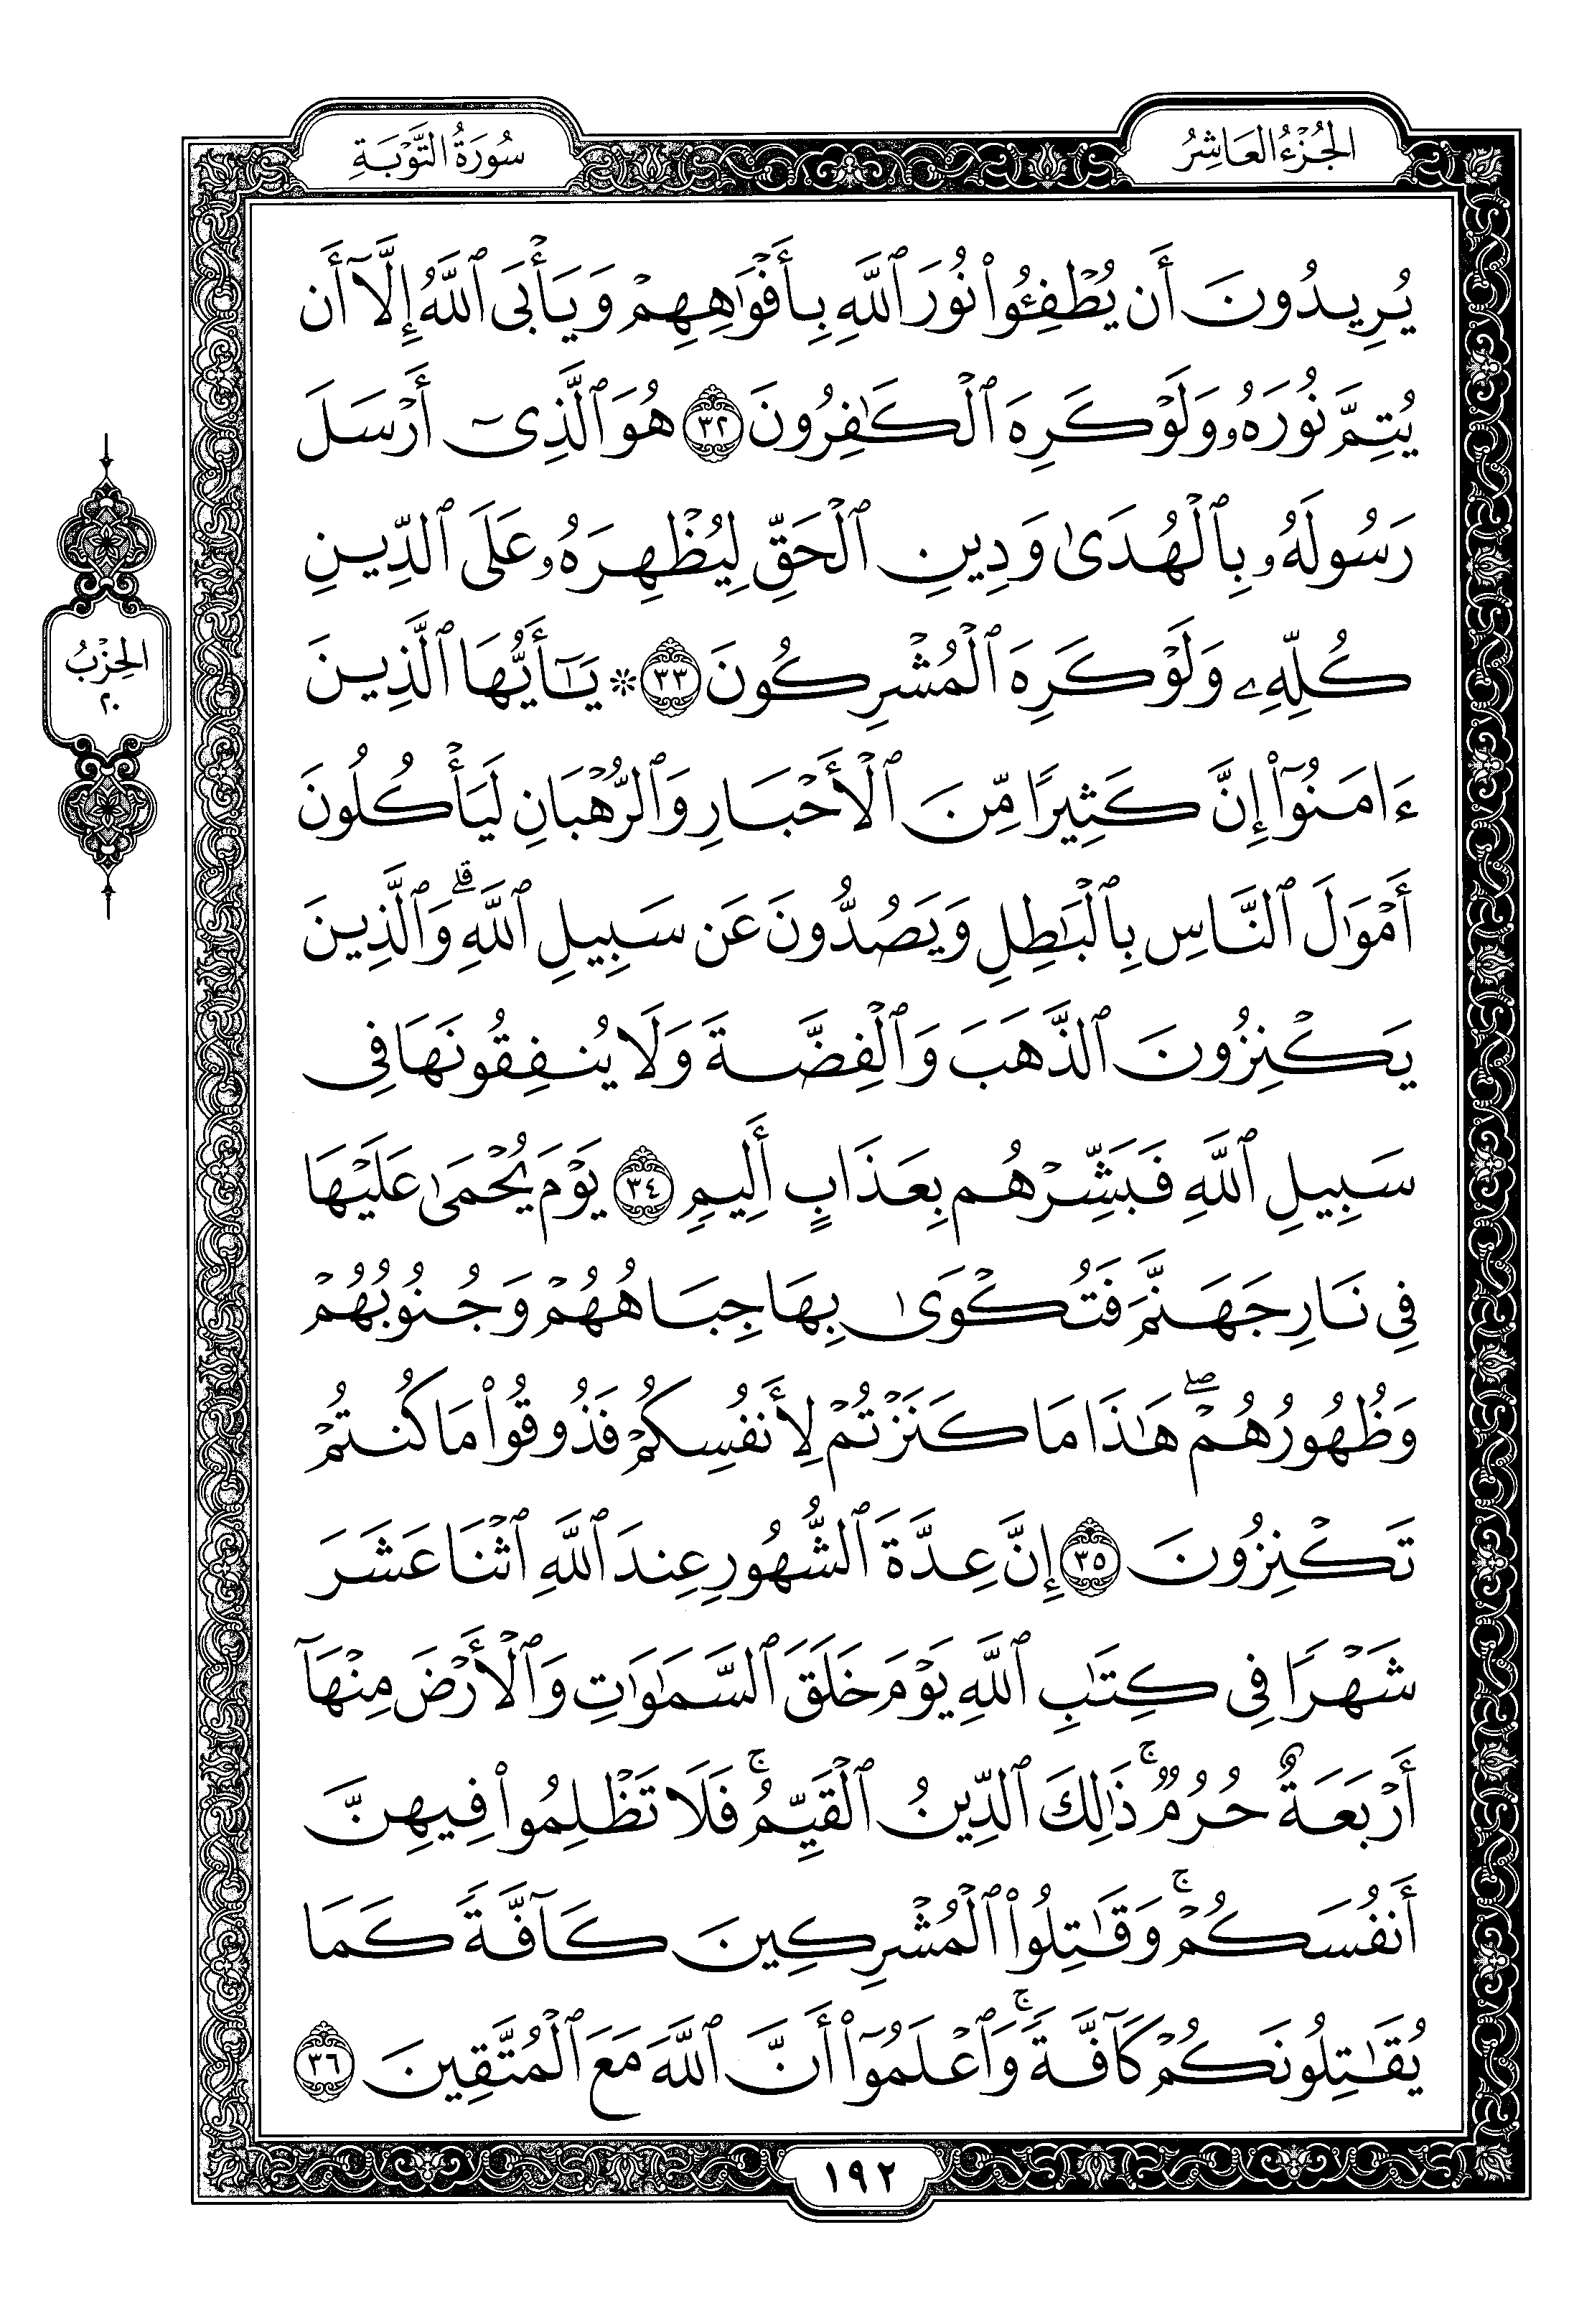 الجُزْءُ العَاشِرُ
سُورَةُ التَّوْبَةِ
يُرِيدُونَ أَن يُطْفِـُٔوا۟ نُورَ ٱللَّهِ بِأَفْوَٰهِهِمْ وَيَأْبَى ٱللَّهُ إِلَّآ أَن
يُتِمَّ نُورَهُۥ وَلَوْ كَرِهَ ٱلْكَٰفِرُونَ ٣٢ هُوَ ٱلَّذِىٓ أَرْسَلَ
رَسُولَهُۥ بِٱلْهُدَىٰ وَدِينِ ٱلْحَقِّ لِيُظْهِرَهُۥ عَلَى ٱلدِّينِ
كُلِّهِۦ وَلَوْ كَرِهَ ٱلْمُشْرِكُونَ ٣٣ * يَٰٓأَيُّهَا ٱلَّذِينَ
ءَامَنُوٓا۟ إِنَّ كَثِيرًا مِّنَ ٱلْأَحْبَارِ وَٱلرُّهْبَانِ لَيَأْكُلُونَ
أَمْوَٰلَ ٱلنَّاسِ بِٱلْبَٰطِلِ وَيَصُدُّونَ عَن سَبِيلِ ٱللَّهِ ۗ وَٱلَّذِينَ
يَكْنِزُونَ ٱلذَّهَبَ وَٱلْفِضَّةَ وَلَا يُنفِقُونَهَا فِى
سَبِيلِ ٱللَّهِ فَبَشِّرْهُم بِعَذَابٍ أَلِيمٍ ٣٤ يَوْمَ يُحْمَىٰ عَلَيْهَا
فِى نَارِ جَهَنَّمَ فَتُكْوَىٰ بِهَا جِبَاهُهُمْ وَجُنُوبُهُمْ
وَظُهُورُهُمْ ۖ هَٰذَا مَا كَنَزْتُمْ لِأَنفُسِكُمْ فَذُوقُوا۟ مَا كُنتُمْ
تَكْنِزُونَ ٣٥ إِنَّ عِدَّةَ ٱلشُّهُورِ عِندَ ٱللَّهِ ٱثْنَا عَشَرَ
شَهْرًا فِى كِتَٰبِ ٱللَّهِ يَوْمَ خَلَقَ ٱلسَّمَٰوَٰتِ وَٱلْأَرْضَ مِنْهَآ
أَرْبَعَةٌ حُرُمٌ ۚ ذَٰلِكَ ٱلدِّينُ ٱلْقَيِّمُ ۚ فَلَا تَظْلِمُوا۟ فِيهِنَّ
أَنفُسَكُمْ ۚ وَقَٰتِلُوا۟ ٱلْمُشْرِكِينَ كَآفَّةً كَمَا
يُقَٰتِلُونَكُمْ كَآفَّةً ۚ وَٱعْلَمُوٓا۟ أَنَّ ٱللَّهَ مَعَ ٱلْمُتَّقِينَ ٣٦
الحِزْبُ
٢٠
١٩٢